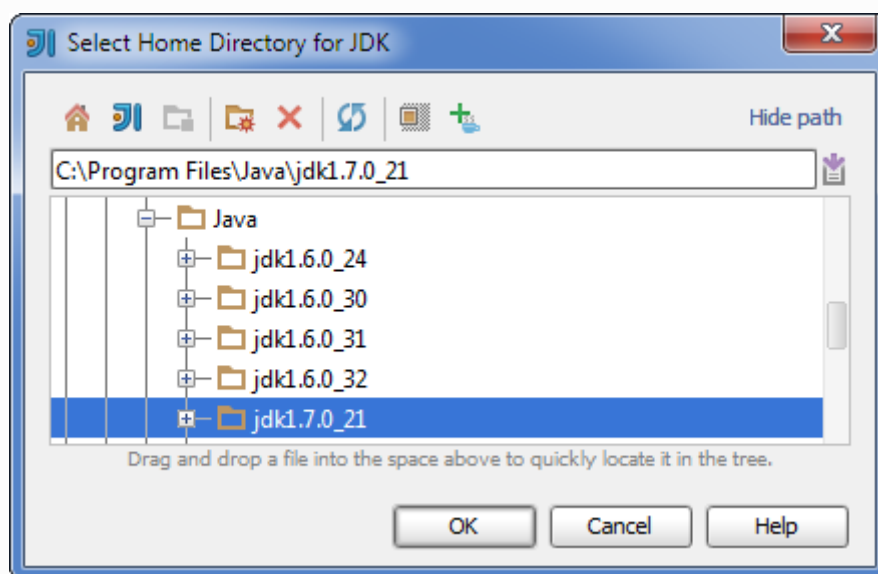 Select Home Directory for JDK
Hide path
C:\Program Files\Java\jdk1.7.0_21
Java
jdk1.6.0_24
jdk1.6.0_30
jdk1.6.0_31
jdk1.6.0_32
jdk1.7.0_21
Drag and drop a file into the space above to quickly locate it in the tree.
OK Cancel Help